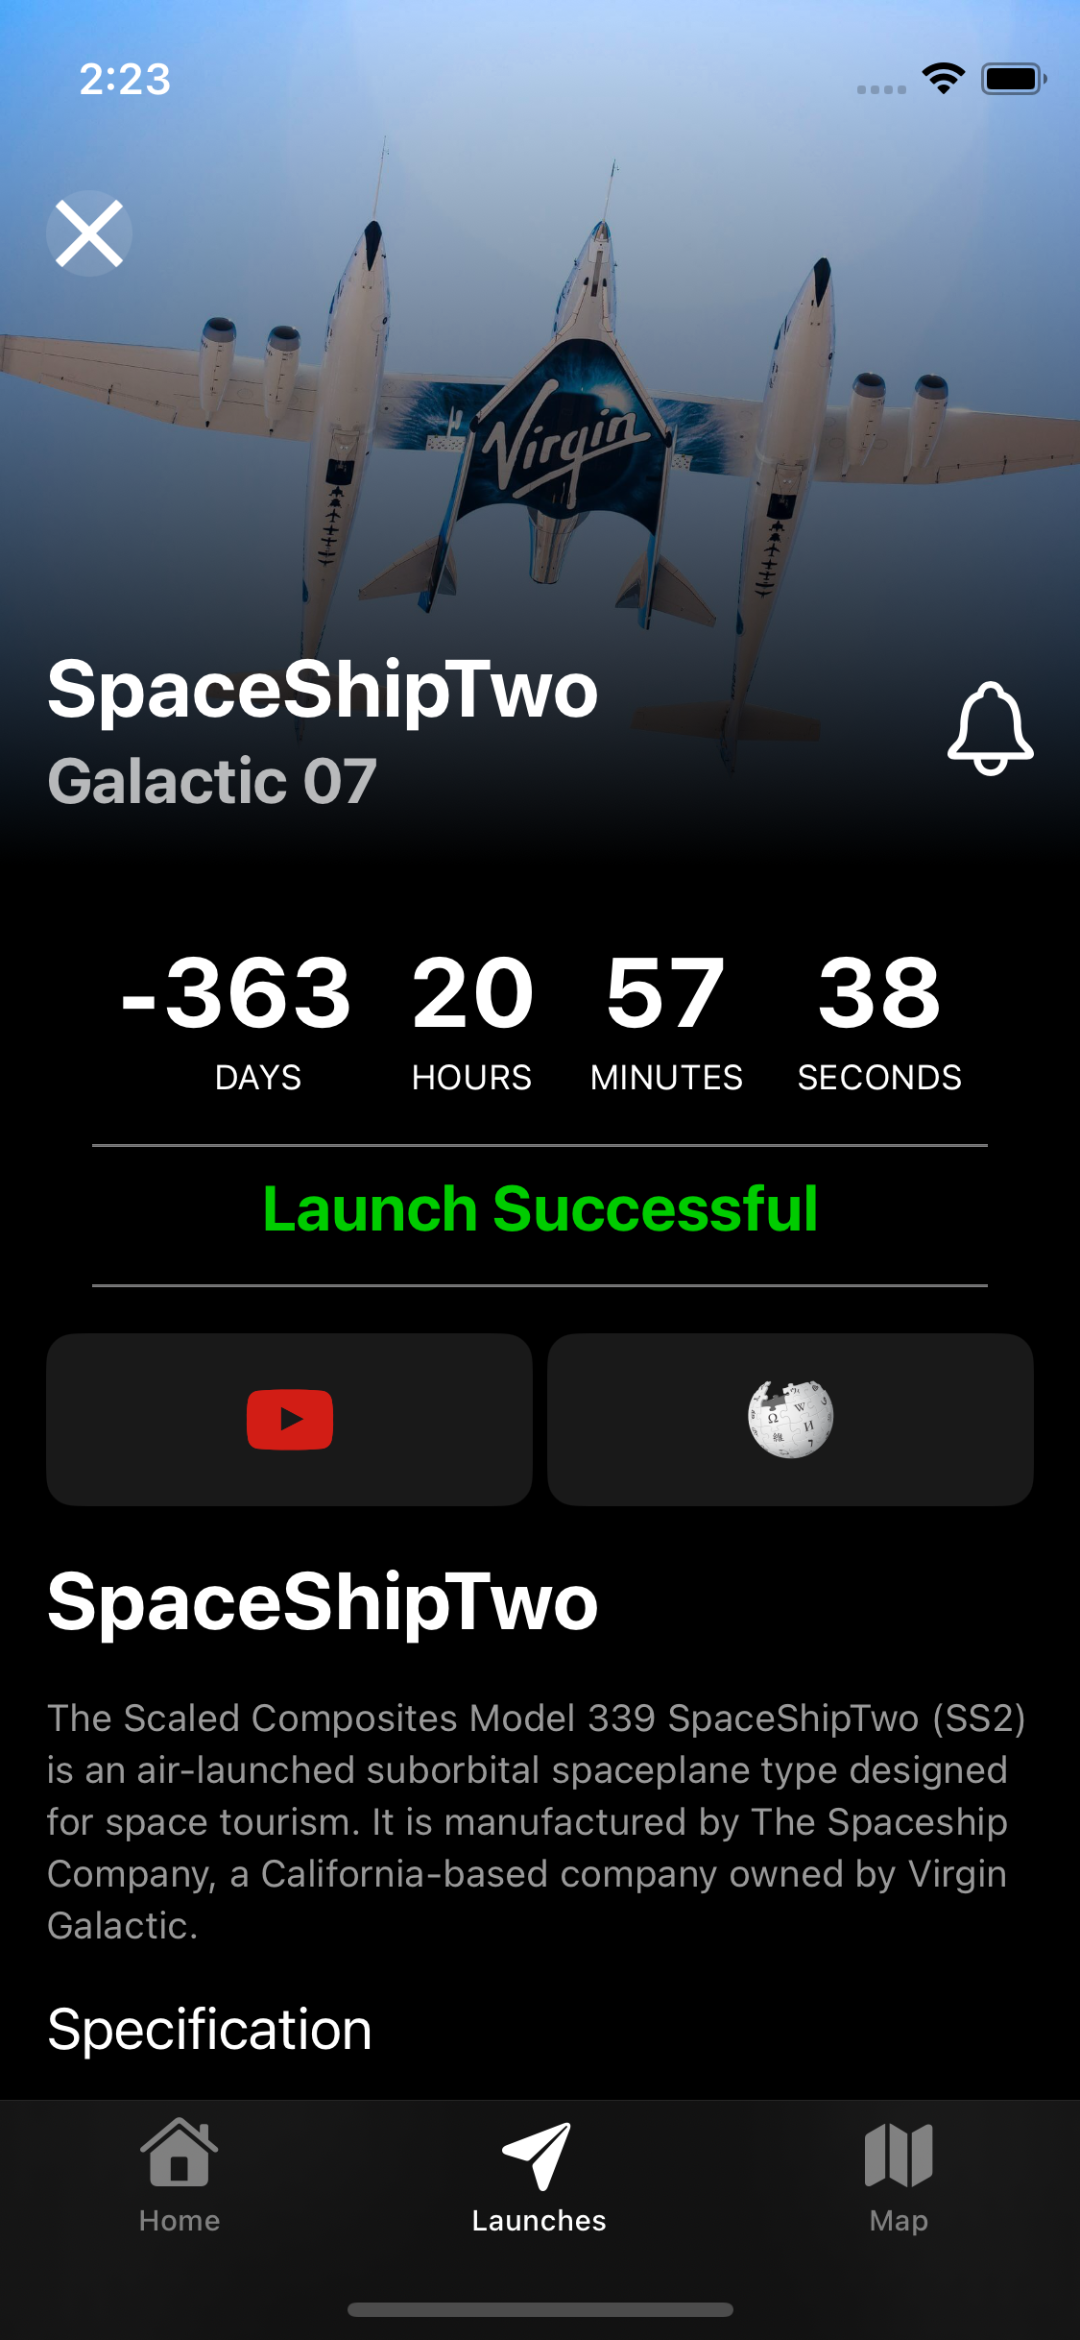 2:23
Virgin
SpaceShipTwo
Galactic 07
-363 20 57 38
DAYS HOURS MINUTES SECONDS
Launch Successful
SpaceShipTwo
The Scaled Composites Model 339 SpaceShipTwo (SS2)
is an air-launched suborbital spaceplane type designed
for space tourism. It is manufactured by The Spaceship
Company, a California-based company owned by Virgin
Galactic.
Specification
Home Launches Map